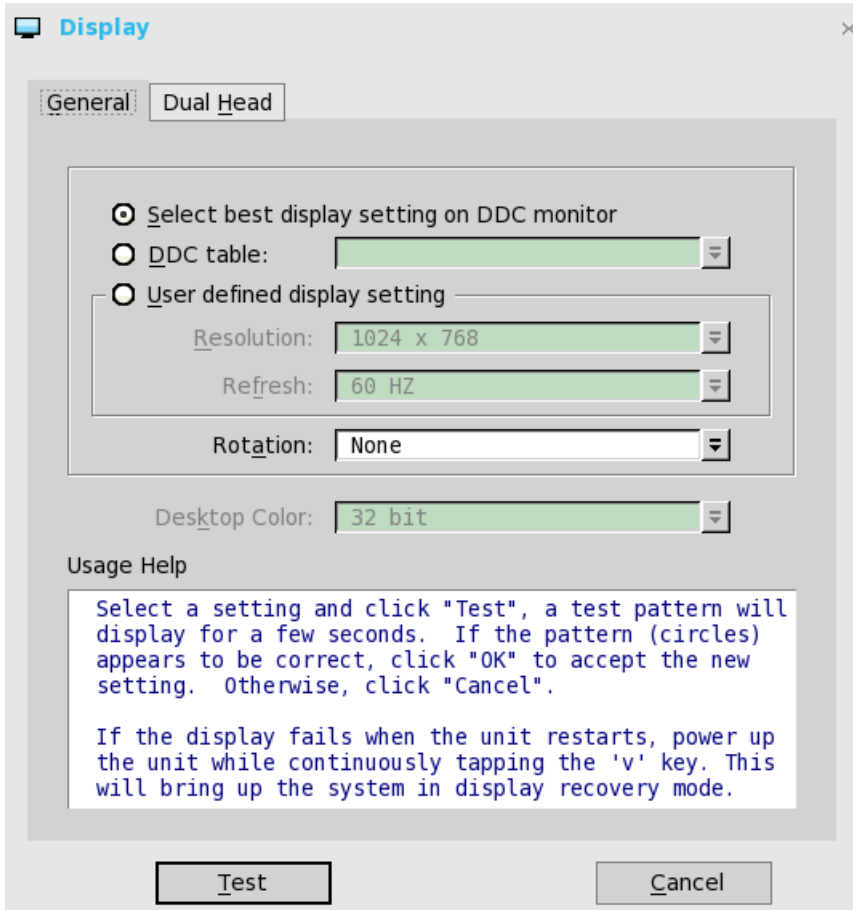 Display
General
Dual Head
Select best display setting on DDC monitor
DDC table:
User defined display setting
Resolution: 1024 x 768
Refresh: 60 HZ
Rotation: None
Desktop Color: 32 bit
Usage Help
Select a setting and click "Test", a test pattern will
display for a few seconds.  If the pattern (circles)
appears to be correct, click "OK" to accept the new
setting.  Otherwise, click "Cancel".
If the display fails when the unit restarts, power up
the unit while continuously tapping the 'v' key. This
will bring up the system in display recovery mode.
Test
Cancel